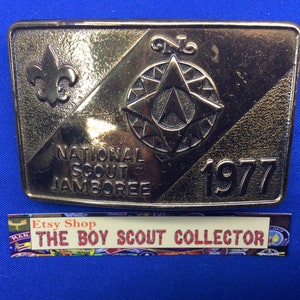 NATIONAL
SCOUT
JAMBOREE
1977
Etsy Shop
THE BOY SCOUT COLLECTOR